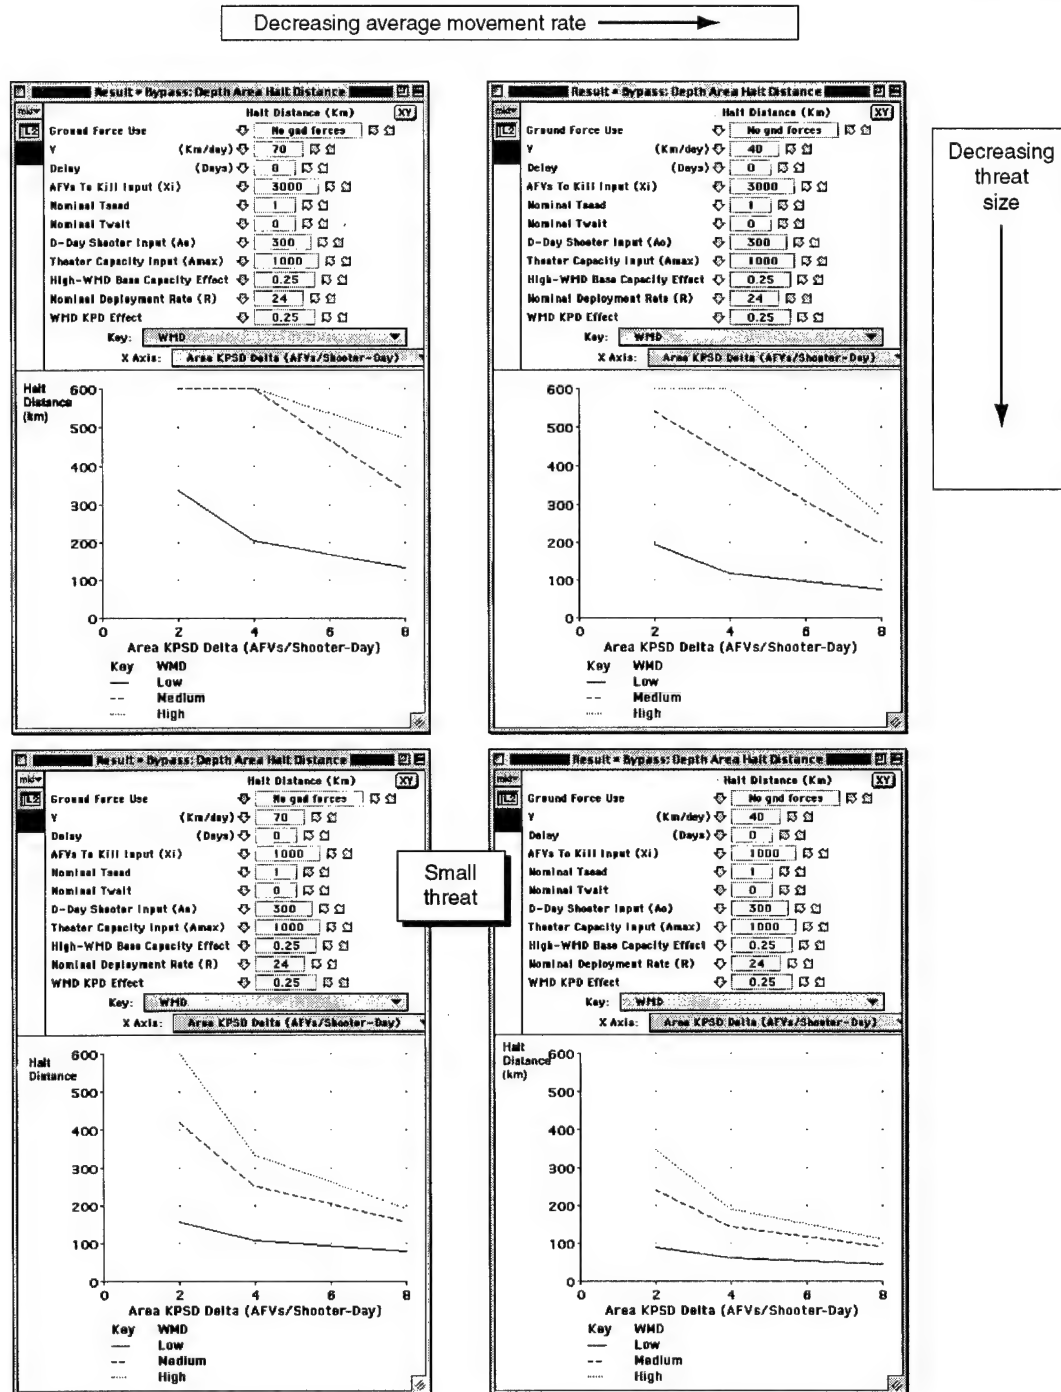 Decreasing average movement rate
Result • Bypass: Depth Area Halt Distance
Halt Distance (Km)
XY
Ground Force Use No gnd forces
V (Km/day) 70
Delay (Days) 0
AFVs To Kill Input (Xi) 3000
Nominal Tsead 1
Nominal Twait 0
D-Day Shooter Input (Ao) 300
Theater Capacity Input (Amax) 1000
High-WMD Base Capacity Effect 0.25
Nominal Deployment Rate (R) 24
WMD KPD Effect 0.25
Key: WMD
X Axis: Area KPSD Delta (AFVs/Shooter-Day)
Halt
Distance
(km)
600
500
400
300
200
100
0
0 2 4 6 8
Area KPSD Delta (AFVs/Shooter-Day)
Key WMD
Low
Medium
High
Result • Bypass: Depth Area Halt Distance
Halt Distance (Km)
XY
Ground Force Use No gnd forces
V (Km/day) 40
Delay (Days) 0
AFVs To Kill Input (Xi) 3000
Nominal Tsead 1
Nominal Twait 0
D-Day Shooter Input (Ao) 300
Theater Capacity Input (Amax) 1000
High-WMD Base Capacity Effect 0.25
Nominal Deployment Rate (R) 24
WMD KPD Effect 0.25
Key: WMD
X Axis: Area KPSD Delta (AFVs/Shooter-Day)
600
500
400
300
200
100
0
0 2 4 6 8
Area KPSD Delta (AFVs/Shooter-Day)
Key WMD
Low
Medium
High
Decreasing
threat
size
Result • Bypass: Depth Area Halt Distance
Halt Distance (Km)
XY
Ground Force Use No gnd forces
V (Km/day) 70
Delay (Days) 0
AFVs To Kill Input (Xi) 1000
Nominal Tsead 1
Nominal Twait 0
D-Day Shooter Input (Ao) 300
Theater Capacity Input (Amax) 1000
High-WMD Base Capacity Effect 0.25
Nominal Deployment Rate (R) 24
WMD KPD Effect 0.25
Key: WMD
X Axis: Area KPSD Delta (AFVs/Shooter-Day)
Halt
Distance
600
500
400
300
200
100
0
0 2 4 6 8
Area KPSD Delta (AFVs/Shooter-Day)
Key WMD
Low
Medium
High
Small
threat
Result • Bypass: Depth Area Halt Distance
Halt Distance (Km)
XY
Ground Force Use No gnd forces
V (Km/day) 40
Delay (Days) 0
AFVs To Kill Input (Xi) 1000
Nominal Tsead 1
Nominal Twait 0
D-Day Shooter Input (Ao) 300
Theater Capacity Input (Amax) 1000
High-WMD Base Capacity Effect 0.25
Nominal Deployment Rate (R) 24
WMD KPD Effect 0.25
Key: WMD
X Axis: Area KPSD Delta (AFVs/Shooter-Day)
Halt
Distance
(km)
600
500
400
300
200
100
0
0 2 4 6 8
Area KPSD Delta (AFVs/Shooter-Day)
Key WMD
Low
Medium
High